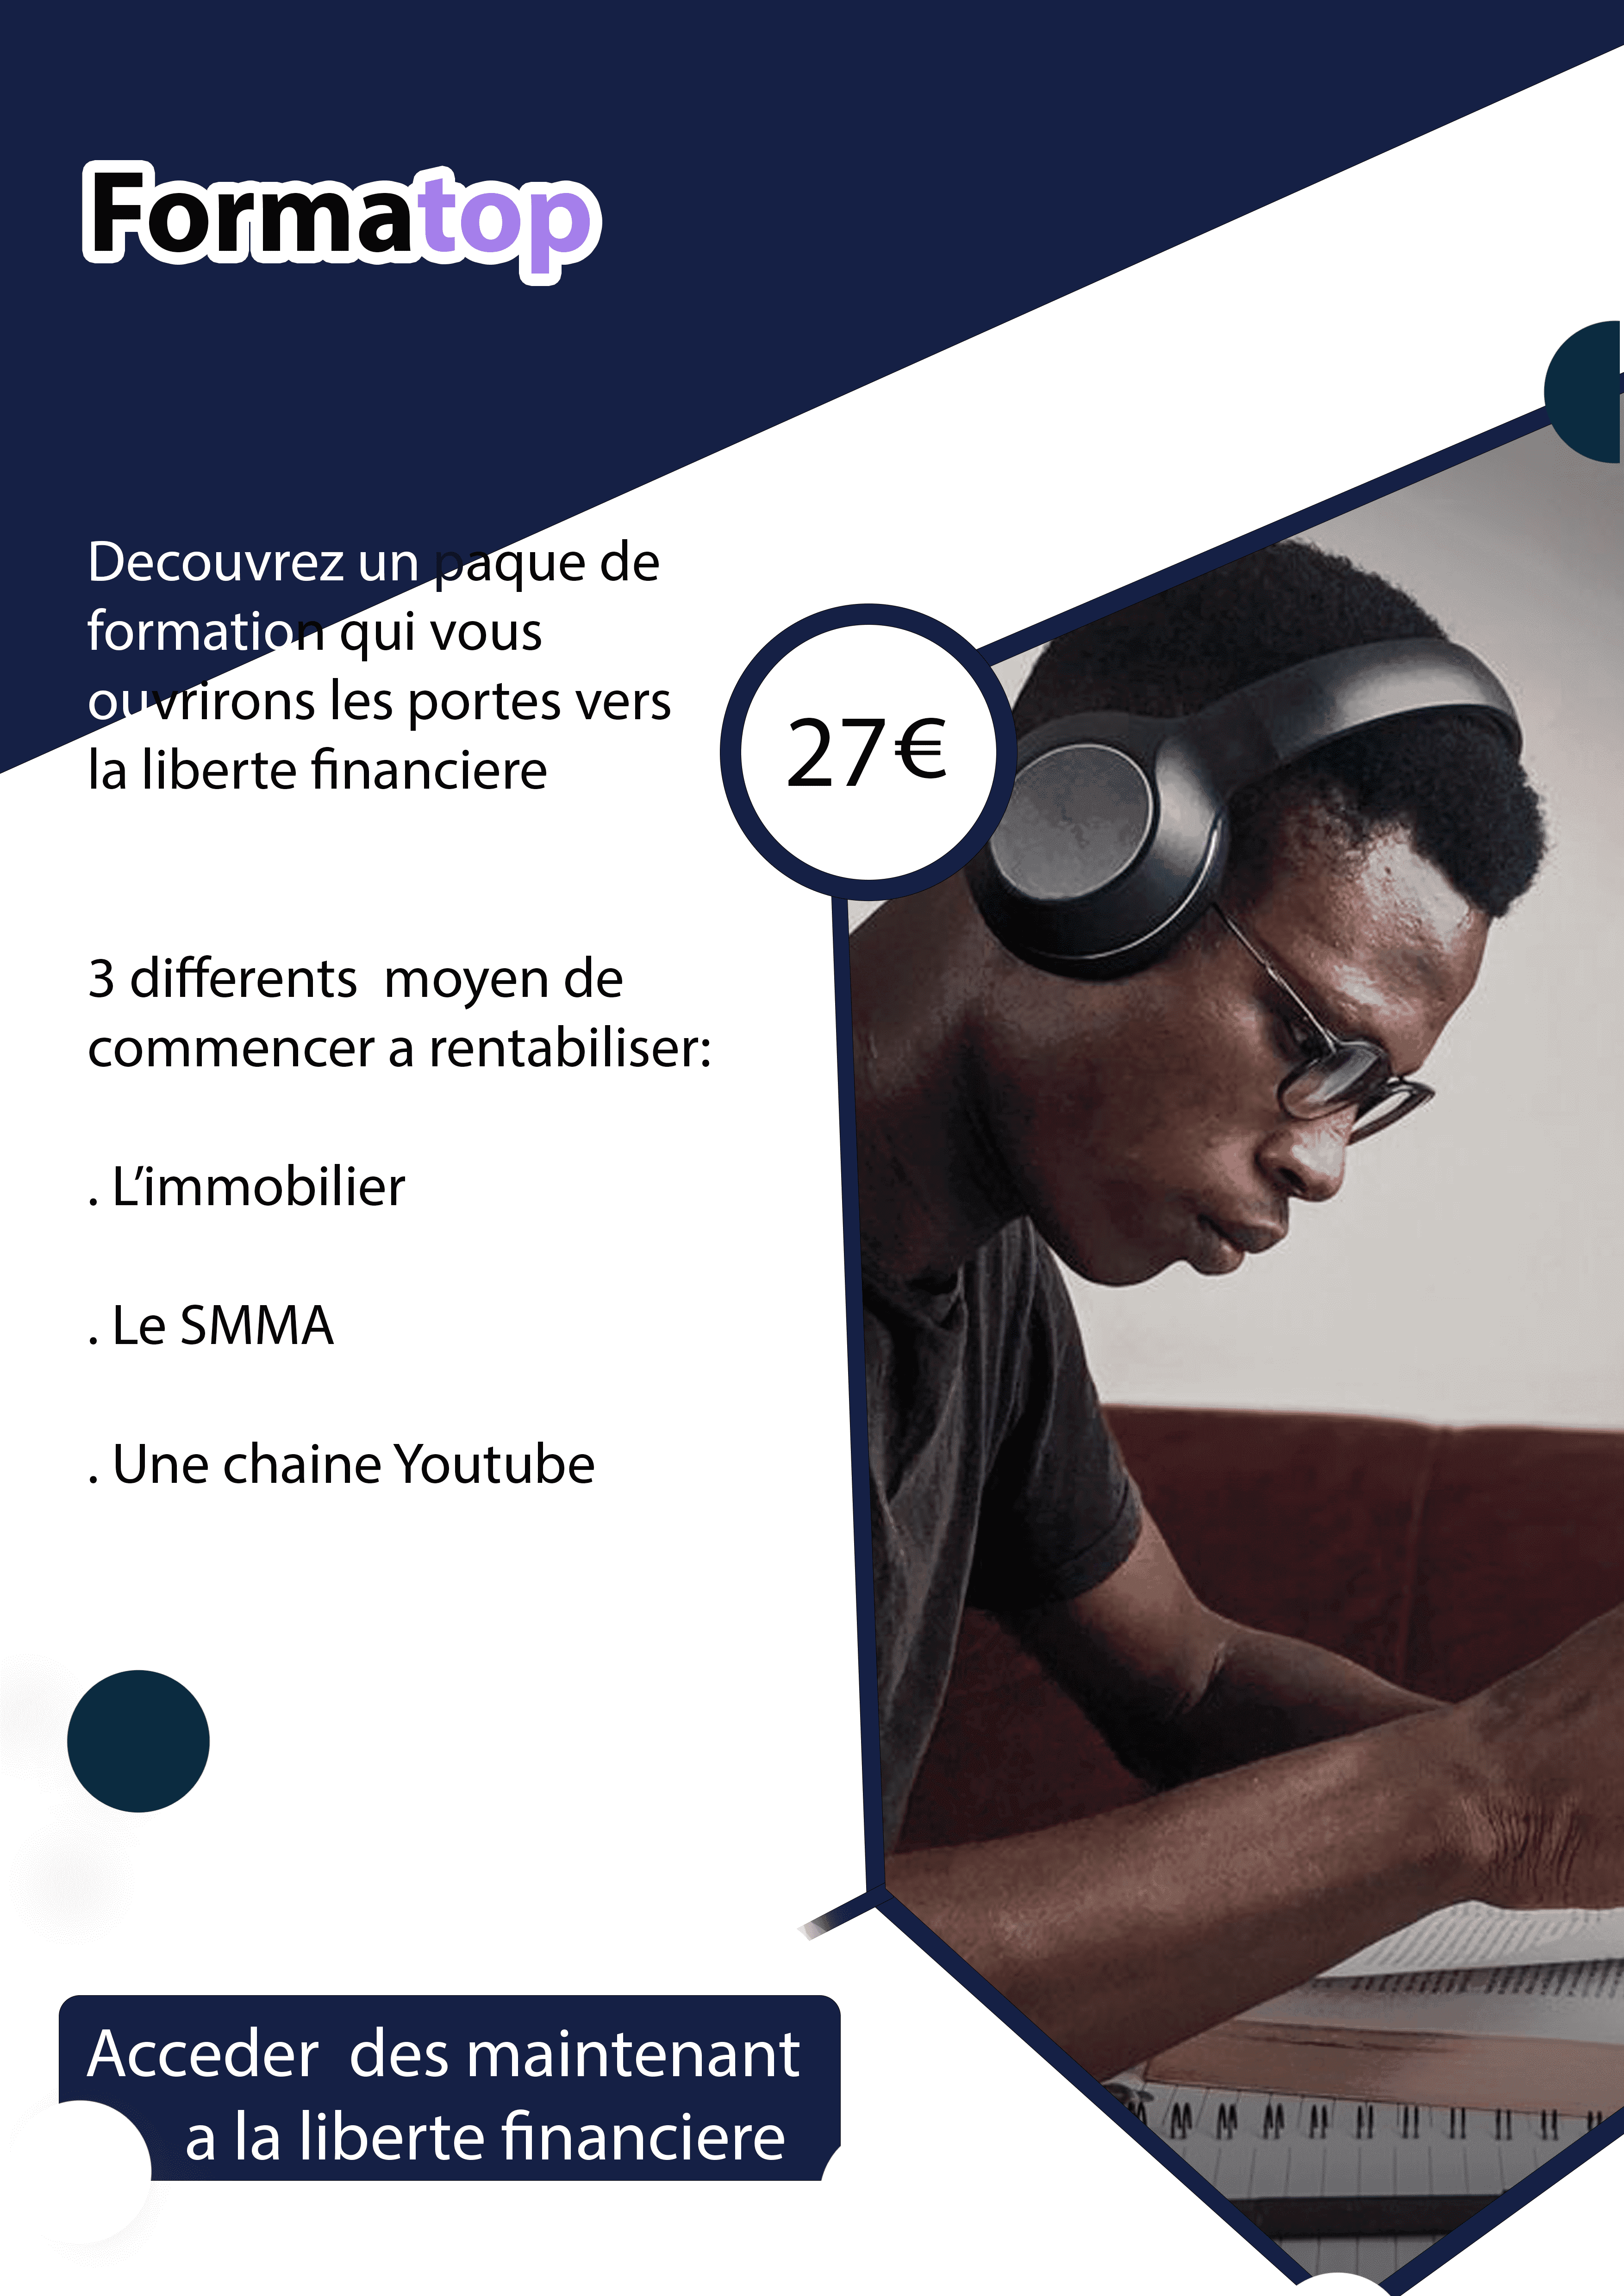 Formatop
Decouvrez un paque de
formation qui vous
ouvrirons les portes vers
la liberte financiere
27€
3 differents  moyen de
commencer a rentabiliser:
. L’immobilier
. Le SMMA
. Une chaine Youtube
Acceder  des maintenant
a la liberte financiere